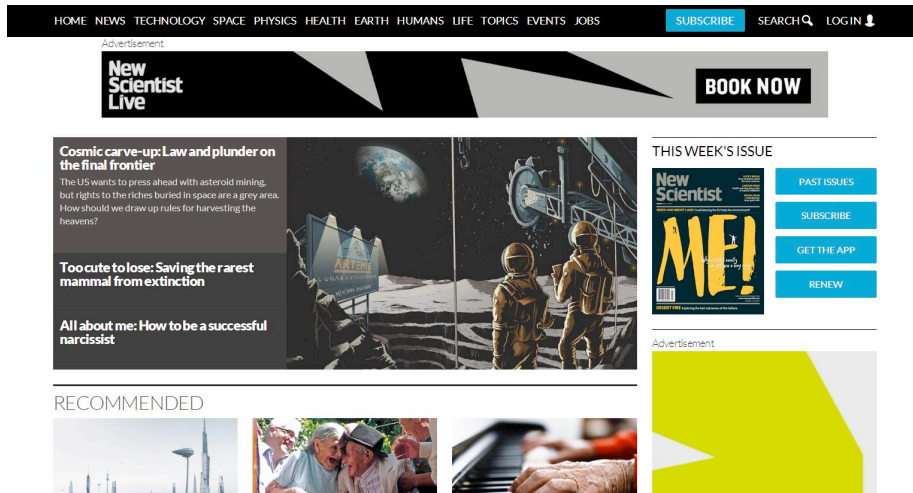 HOME NEWS TECHNOLOGY SPACE PHYSICS HEALTH EARTH HUMANS LIFE TOPICS EVENTS JOBS
SUBSCRIBE SEARCH LOG IN
Advertisement
New
Scientist
Live
BOOK NOW
Cosmic carve-up: Law and plunder on
the final frontier
The US wants to press ahead with asteroid mining,
but rights to the riches buried in space are a grey area.
How should we draw up rules for harvesting the
heavens?
Too cute to lose: Saving the rarest
mammal from extinction
All about me: How to be a successful
narcissist
ARTEMIS
THIS WEEK'S ISSUE
New
Scientist
ME!
DESERT FIRE
PAST ISSUES
SUBSCRIBE
GET THE APP
RENEW
Advertisement
RECOMMENDED